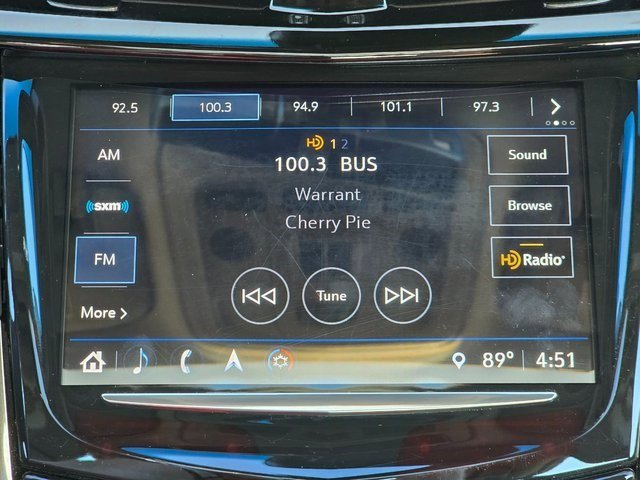 92.5 100.3 94.9 101.1 97.3
AM
HD 1 2
100.3 BUS
Sound
Warrant
sxm
Browse
Cherry Pie
FM
HD Radio
Tune
More
89° 4:51